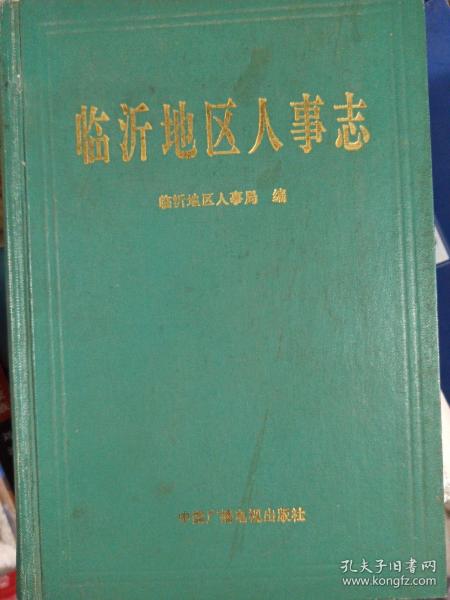 临沂地区人事志
临沂地区人事局 编
中国广播电视出版社
孔夫子旧书网
www.kongfz.com